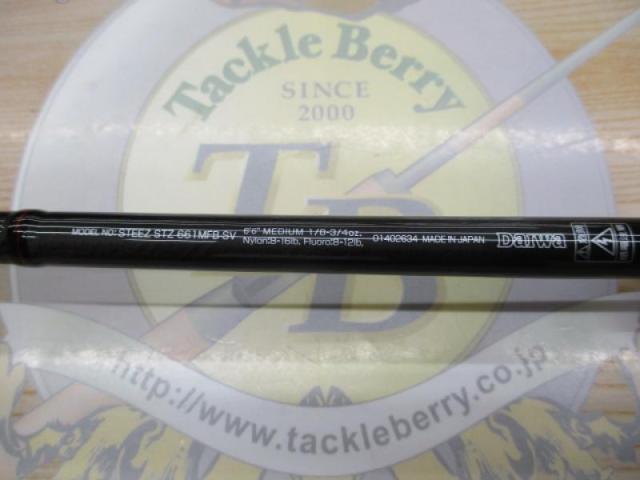 Tackle Berry
SINCE
2000
TB
MODEL NO: STEEZ STZ 661MFB-SV
6'6" MEDIUM 1/8-3/4oz.
Nylon:8-16lb, Fluoro:8-12lb.
01402634 MADE IN JAPAN
Daiwa
http://www.tackleberry.co.jp